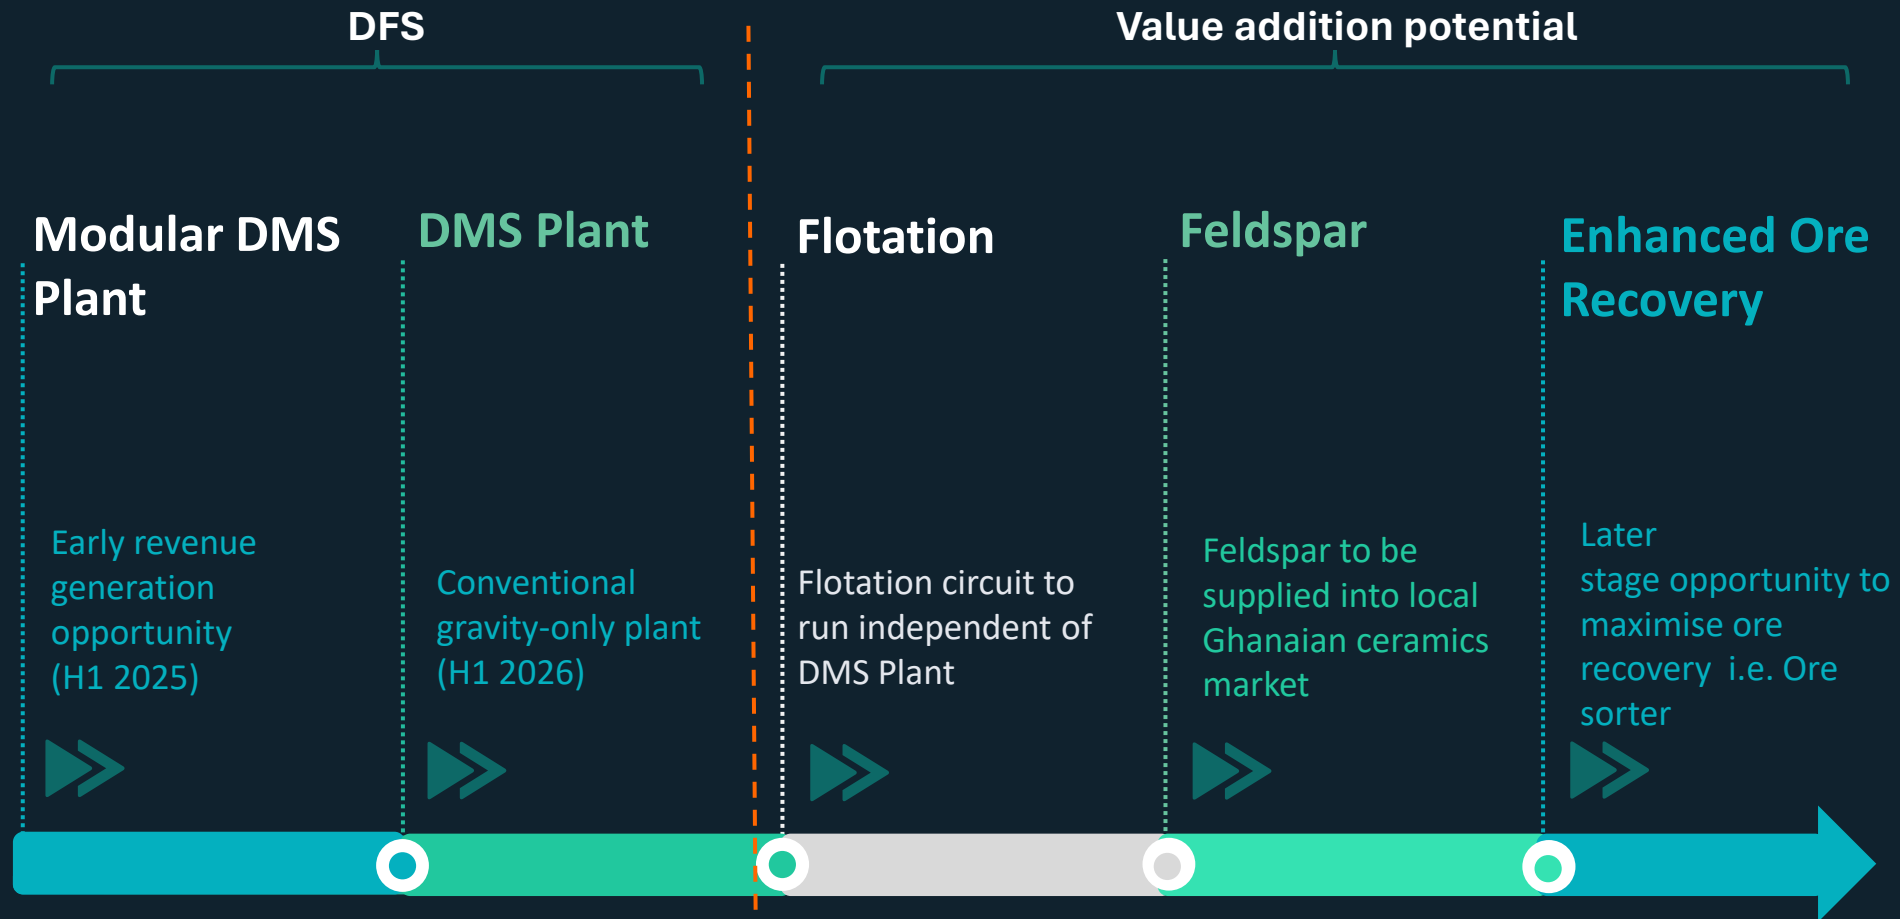 DFS
Value addition potential
Modular DMS
Plant
Early revenue
generation
opportunity
(H1 2025)
DMS Plant
Conventional
gravity-only plant
(H1 2026)
Flotation
Flotation circuit to
run independent of
DMS Plant
Feldspar
Feldspar to be
supplied into local
Ghanaian ceramics
market
Enhanced Ore
Recovery
Later
stage opportunity to
maximise ore
recovery  i.e. Ore
sorter